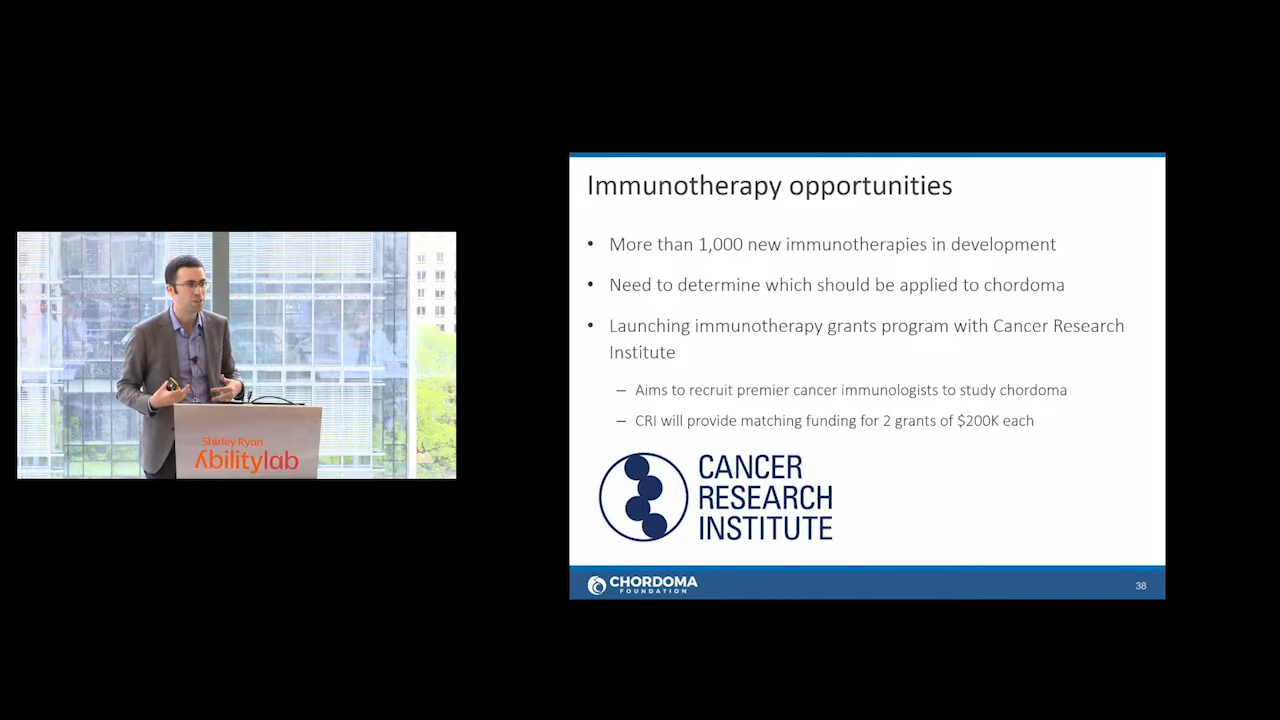 Shirley Ryan
Abilitylab
Immunotherapy opportunities
• More than 1,000 new immunotherapies in development
• Need to determine which should be applied to chordoma
• Launching immunotherapy grants program with Cancer Research
Institute
– Aims to recruit premier cancer immunologists to study chordoma
– CRI will provide matching funding for 2 grants of $200K each
CANCER
RESEARCH
INSTITUTE
CHORDOMA
FOUNDATION
38